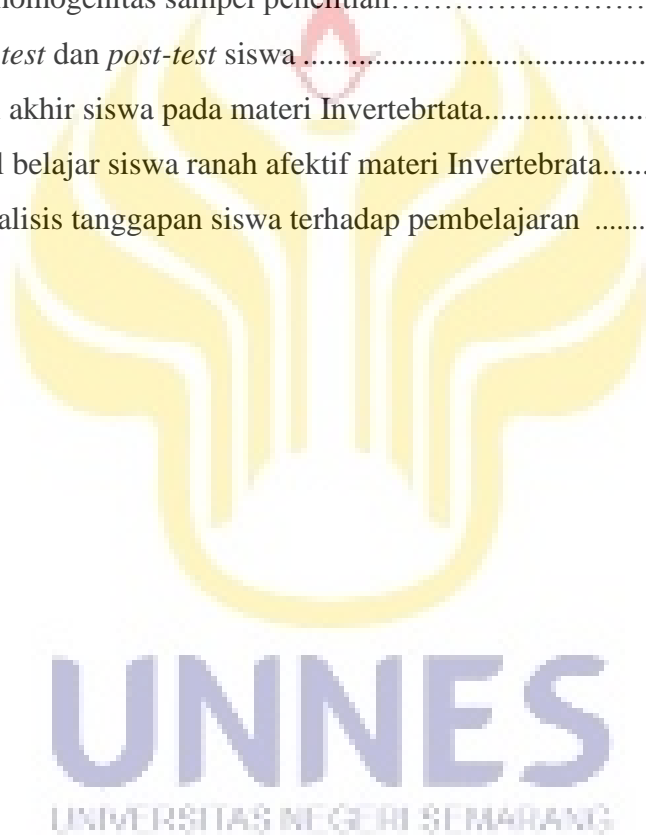 homogenitas sampel penelitian……………………
test dan post-test siswa ..........................................
akhir siswa pada materi Invertebrtata.................
l belajar siswa ranah afektif materi Invertebrata......
alisis tanggapan siswa terhadap pembelajaran .......
UNNES
UNIVERSITAS NEGERI SEMARANG